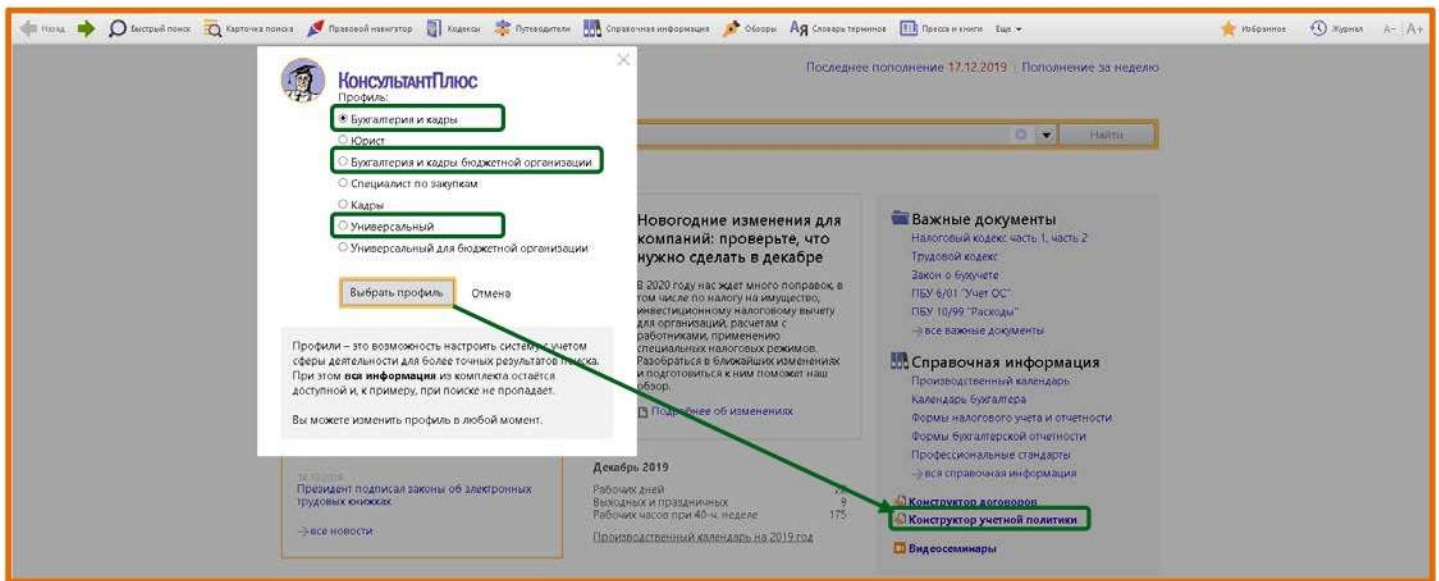 Назад Быстрый поиск Карточка поиска Правовой навигатор Кодексы Путеводители Справочная информация Обзоры Словарь терминов Пресса и книги Еще Избранное Журнал А- А+
Последнее пополнение 17.12.2019 Пополнение за неделю
КонсультантПлюс
Профиль:
Бухгалтерия и кадры
Юрист
Бухгалтерия и кадры бюджетной организации
Специалист по закупкам
Кадры
Универсальный
Универсальный для бюджетной организации
Выбрать профиль Отмена
Профили – это возможность настроить систему с учетом
сферы деятельности для более точных результатов поиска.
При этом вся информация из комплекта остаётся
доступной и, к примеру, при поиске не пропадает.
Вы можете изменить профиль в любой момент.
Найти
Новогодние изменения для
компаний: проверьте, что
нужно сделать в декабре
В 2020 году нас ждет много поправок, в
том числе по налогу на имущество,
инвестиционному налоговому вычету
для организаций, расчетам с
работниками, применению
специальных налоговых режимов.
Разобраться в ближайших изменениях
и подготовиться к ним поможет наш
обзор.
Подробнее об изменениях
Важные документы
Налоговый кодекс часть 1, часть 2
Трудовой кодекс
Закон о бухучете
ПБУ 6/01 "Учет ОС"
ПБУ 10/99 "Расходы"
все важные документы
Справочная информация
Производственный календарь
Календарь бухгалтера
Формы налогового учета и отчетности
Формы бухгалтерской отчетности
Профессиональные стандарты
вся справочная информация
Конструктор договоров
Конструктор учетной политики
Видеосеминары
Президент подписал законы об электронных
трудовых книжках
все новости
Декабрь 2019
Рабочих дней
Выходных и праздничных 9
Рабочих часов при 40-ч. неделе 175
Производственный календарь на 2019 год